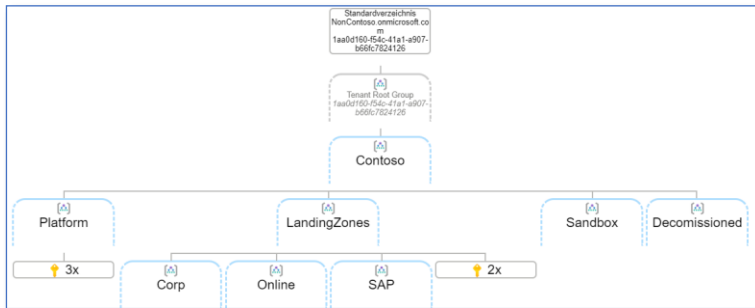 Standardverzeichnis
NonContoso.onmicrosoft.co
m
1aa0d160-f54c-41a1-a907-
b66fc7824126
Tenant Root Group
1aa0d160-f54c-41a1-a907-
b66fc7824126
Contoso
Platform
LandingZones
Sandbox
Decomissioned
3x
Corp
Online
SAP
2x